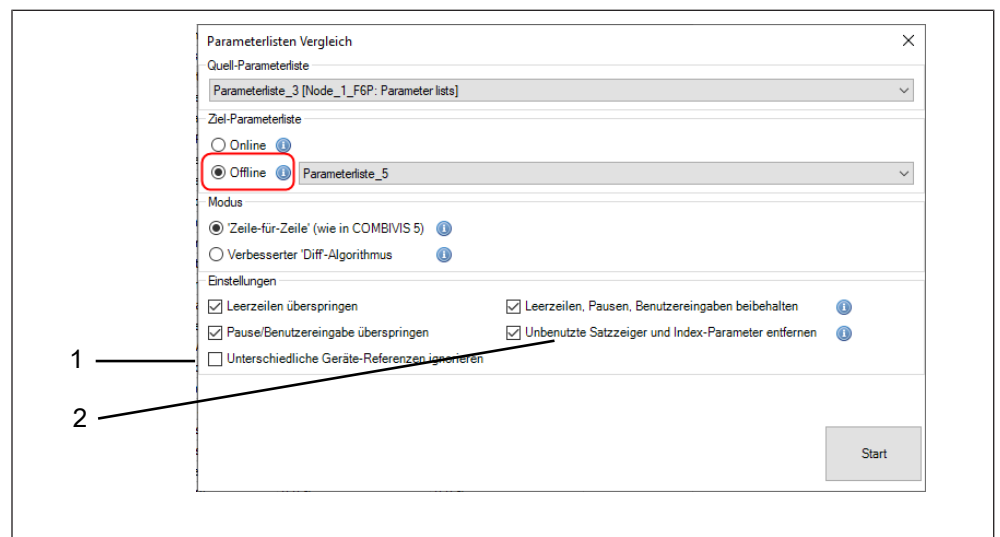 Parameterlisten Vergleich
Quell-Parameterliste
Parameterliste_3 [Node_1_F6P: Parameter lists]
Ziel-Parameterliste
Online
Offline
Parameterliste_5
Modus
'Zeile-für-Zeile' (wie in COMBIVIS 5)
Verbesserter 'Diff'-Algorithmus
Einstellungen
Leerzeilen überspringen
Leerzeilen, Pausen, Benutzereingaben beibehalten
Pause/Benutzereingabe überspringen
Unbenutzte Satzzeiger und Index-Parameter entfernen
1
Unterschiedliche Geräte-Referenzen ignorieren
2
Start